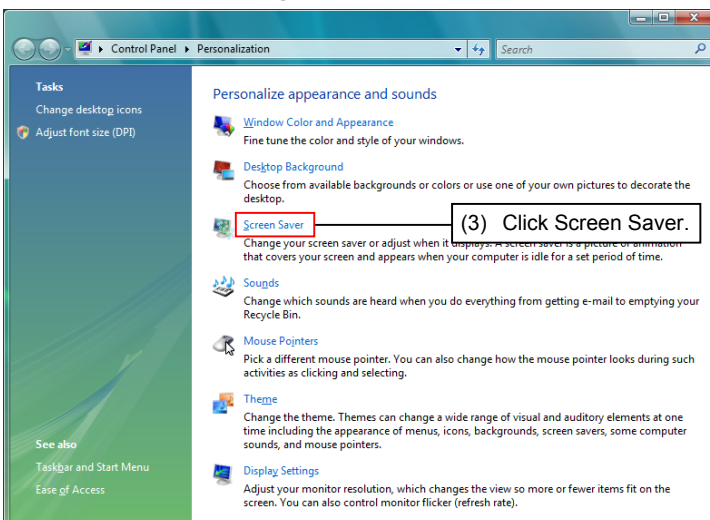 Control Panel ▸ Personalization
Search
Tasks
Change desktop icons
Adjust font size (DPI)
Personalize appearance and sounds
Window Color and Appearance
Fine tune the color and style of your windows.
Desktop Background
Choose from available backgrounds or colors or use one of your own pictures to decorate the
desktop.
Screen Saver
(3) Click Screen Saver.
Change your screen saver or adjust when it displays. A screen saver is a picture or animation
that covers your screen and appears when your computer is idle for a set period of time.
Sounds
Change which sounds are heard when you do everything from getting e-mail to emptying your
Recycle Bin.
Mouse Pointers
Pick a different mouse pointer. You can also change how the mouse pointer looks during such
activities as clicking and selecting.
Theme
Change the theme. Themes can change a wide range of visual and auditory elements at one
time including the appearance of menus, icons, backgrounds, screen savers, some computer
sounds, and mouse pointers.
Display Settings
Adjust your monitor resolution, which changes the view so more or fewer items fit on the
screen. You can also control monitor flicker (refresh rate).
See also
Taskbar and Start Menu
Ease of Access